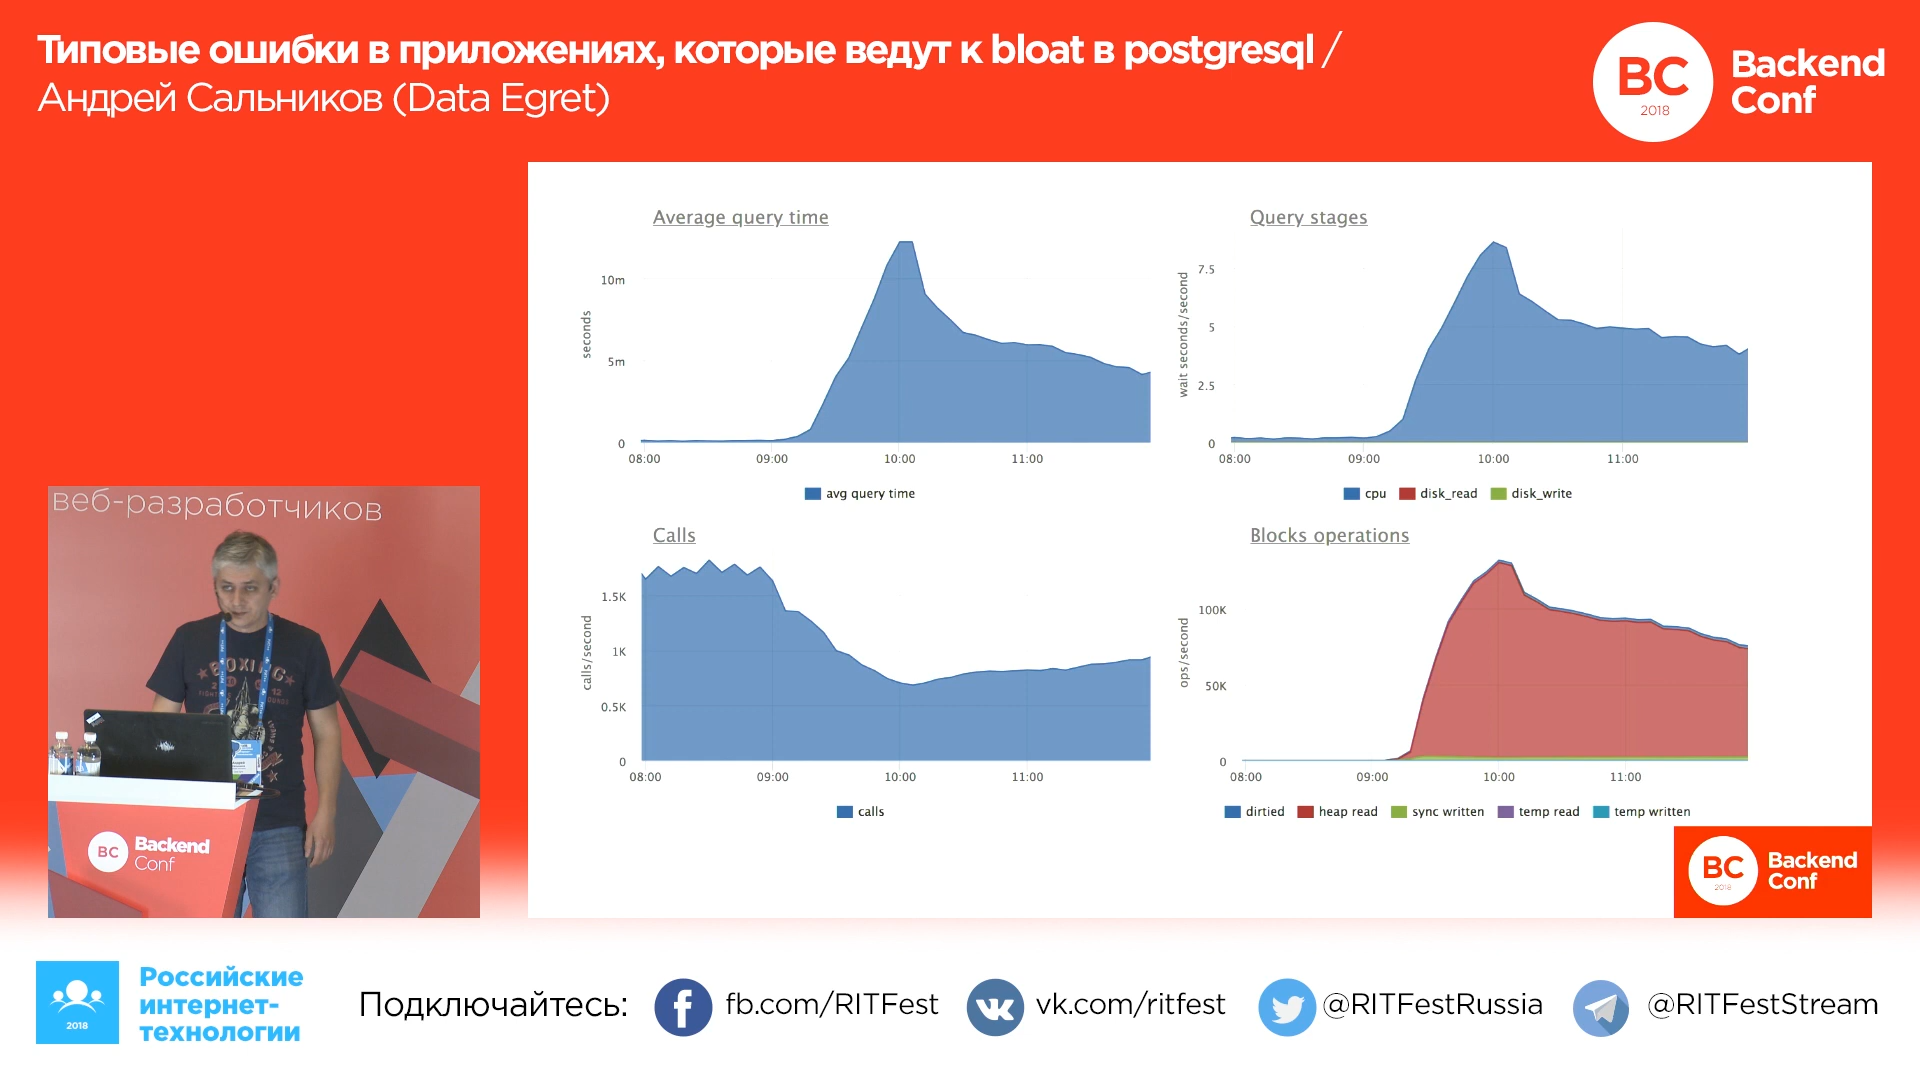 Типовые ошибки в приложениях, которые ведут к bloat в postgresql /
Андрей Сальников (Data Egret)
BC
2018
Backend
Conf
Average query time
seconds
10m
5m
0
08:00 09:00 10:00 11:00
avg query time
Query stages
wait seconds/second
7.5
5
2.5
0
08:00 09:00 10:00 11:00
cpu disk_read disk_write
Calls
calls/second
1.5K
1K
0.5K
0
08:00 09:00 10:00 11:00
calls
Blocks operations
ops/second
100K
50K
0
08:00 09:00 10:00 11:00
dirtied heap read sync written temp read temp written
BC
2018
Backend
Conf
веб-разработчиков
BOXING
BC
Backend
Conf
2018
Российские
интернет-
технологии
Подключайтесь: fb.com/RITFest vk.com/ritfest @RITFestRussia @RITFestStream